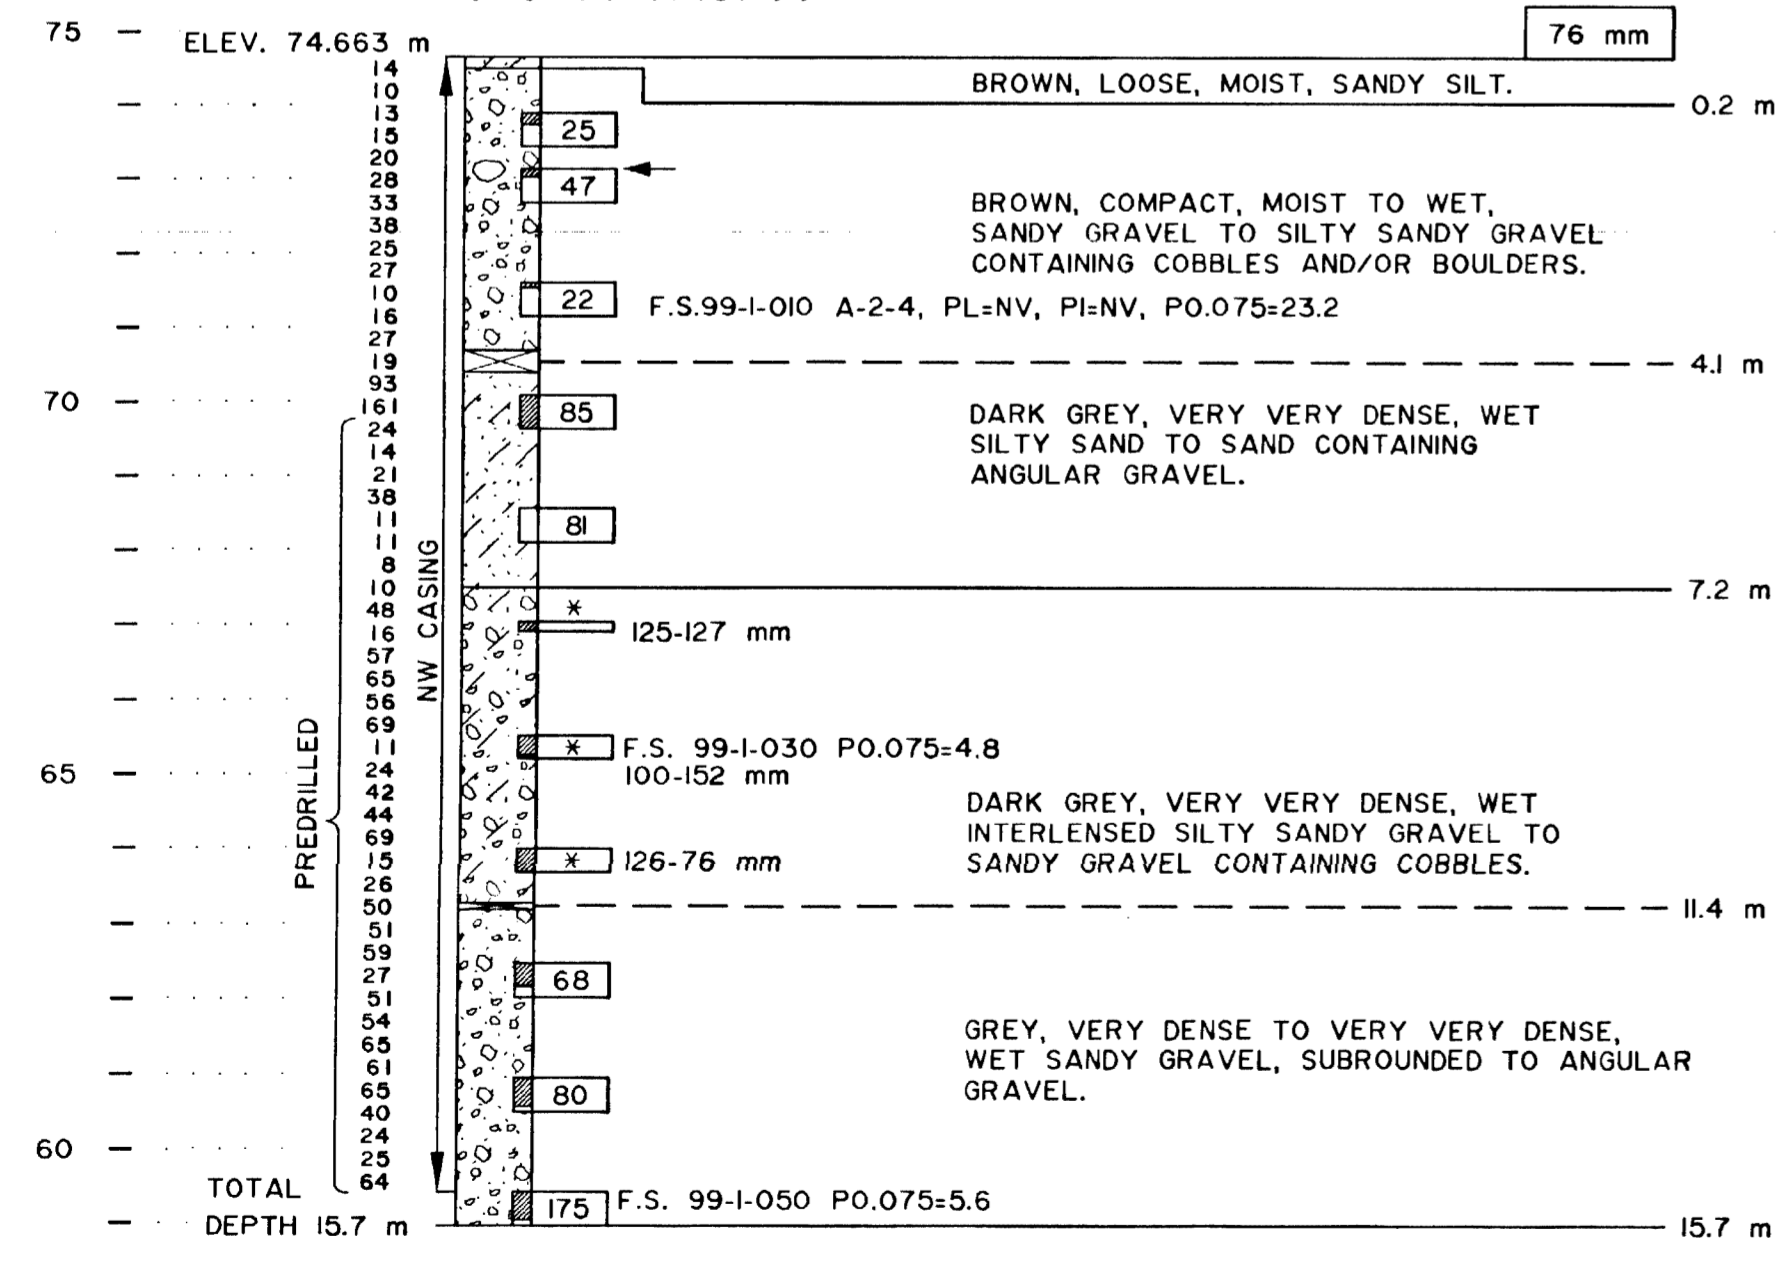 75
ELEV. 74.663 m
76 mm
14
BROWN, LOOSE, MOIST, SANDY SILT.
10
0.2 m
13
15
25
20
28
47
33
BROWN, COMPACT, MOIST TO WET,
38
SANDY GRAVEL TO SILTY SANDY GRAVEL
25
CONTAINING COBBLES AND/OR BOULDERS.
27
10
22 F.S.99-1-010 A-2-4, PL=NV, PI=NV, P0.075=23.2
16
27
19
4.1 m
93
70
161
85
DARK GREY, VERY VERY DENSE, WET
24
SILTY SAND TO SAND CONTAINING
14
ANGULAR GRAVEL.
21
38
11
81
11
8
10
7.2 m
48
*
16
125-127 mm
57
65
56
69
11
* F.S. 99-1-030 P0.075=4.8
24
100-152 mm
65
42
DARK GREY, VERY VERY DENSE, WET
44
INTERLENSED SILTY SANDY GRAVEL TO
69
SANDY GRAVEL CONTAINING COBBLES.
15
* 126-76 mm
26
50
11.4 m
51
59
27
68
51
54
GREY, VERY DENSE TO VERY VERY DENSE,
65
WET SANDY GRAVEL, SUBROUNDED TO ANGULAR
61
GRAVEL.
65
80
40
24
60
25
64
PREDRILLED
NW CASING
TOTAL
175 F.S. 99-1-050 P0.075=5.6
DEPTH 15.7 m
15.7 m